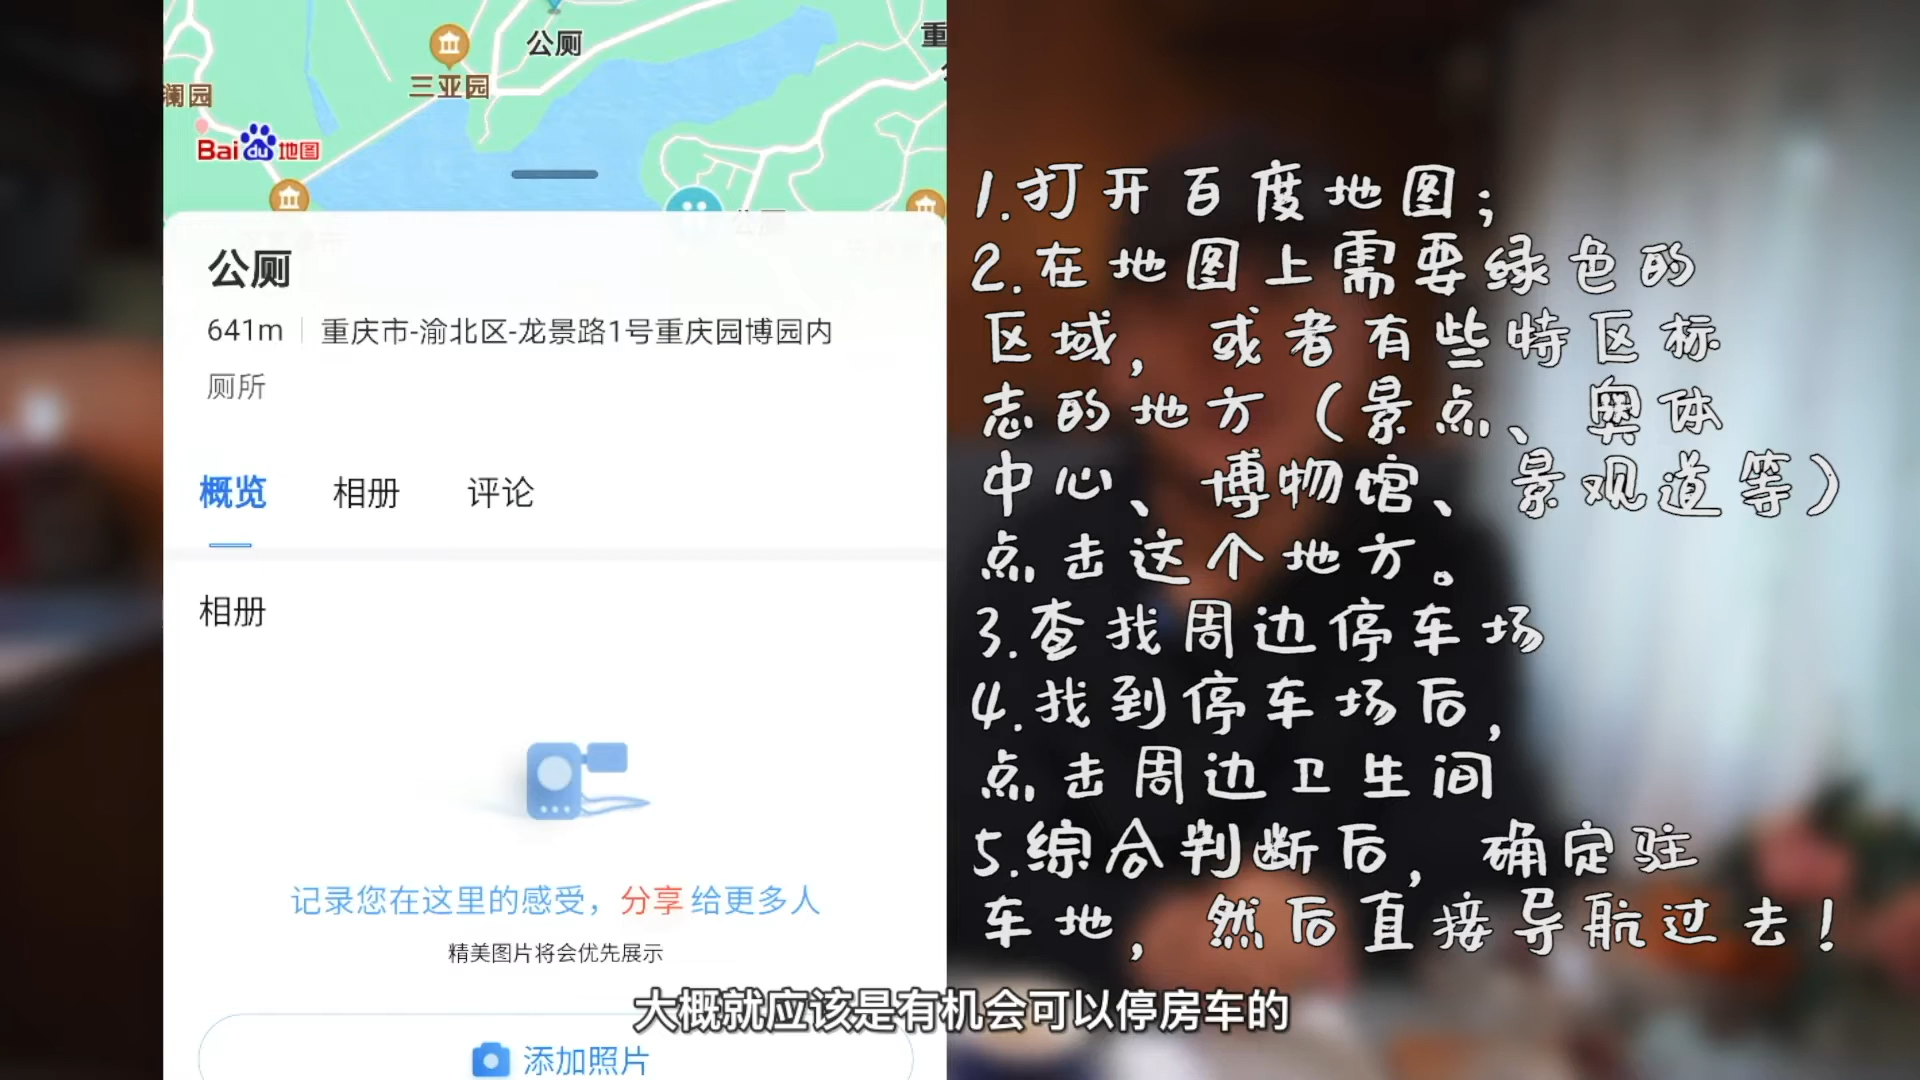 公厕
重
三亚园
澜园
Bai du 地图
公厕
公厕
641m 重庆市-渝北区-龙景路1号重庆园博园内
厕所
概览 相册 评论
相册
记录您在这里的感受，分享给更多人
精美图片将会优先展示
添加照片
1.打开百度地图；
2.在地图上需要绿色的
区域，或者有些特区标
志的地方（景点、奥体
中心、博物馆、景观道等）
点击这个地方。
3.查找周边停车场
4.找到停车场后，
点击周边卫生间
5.综合判断后，确定驻
车地，然后直接导航过去！
大概就应该是有机会可以停房车的